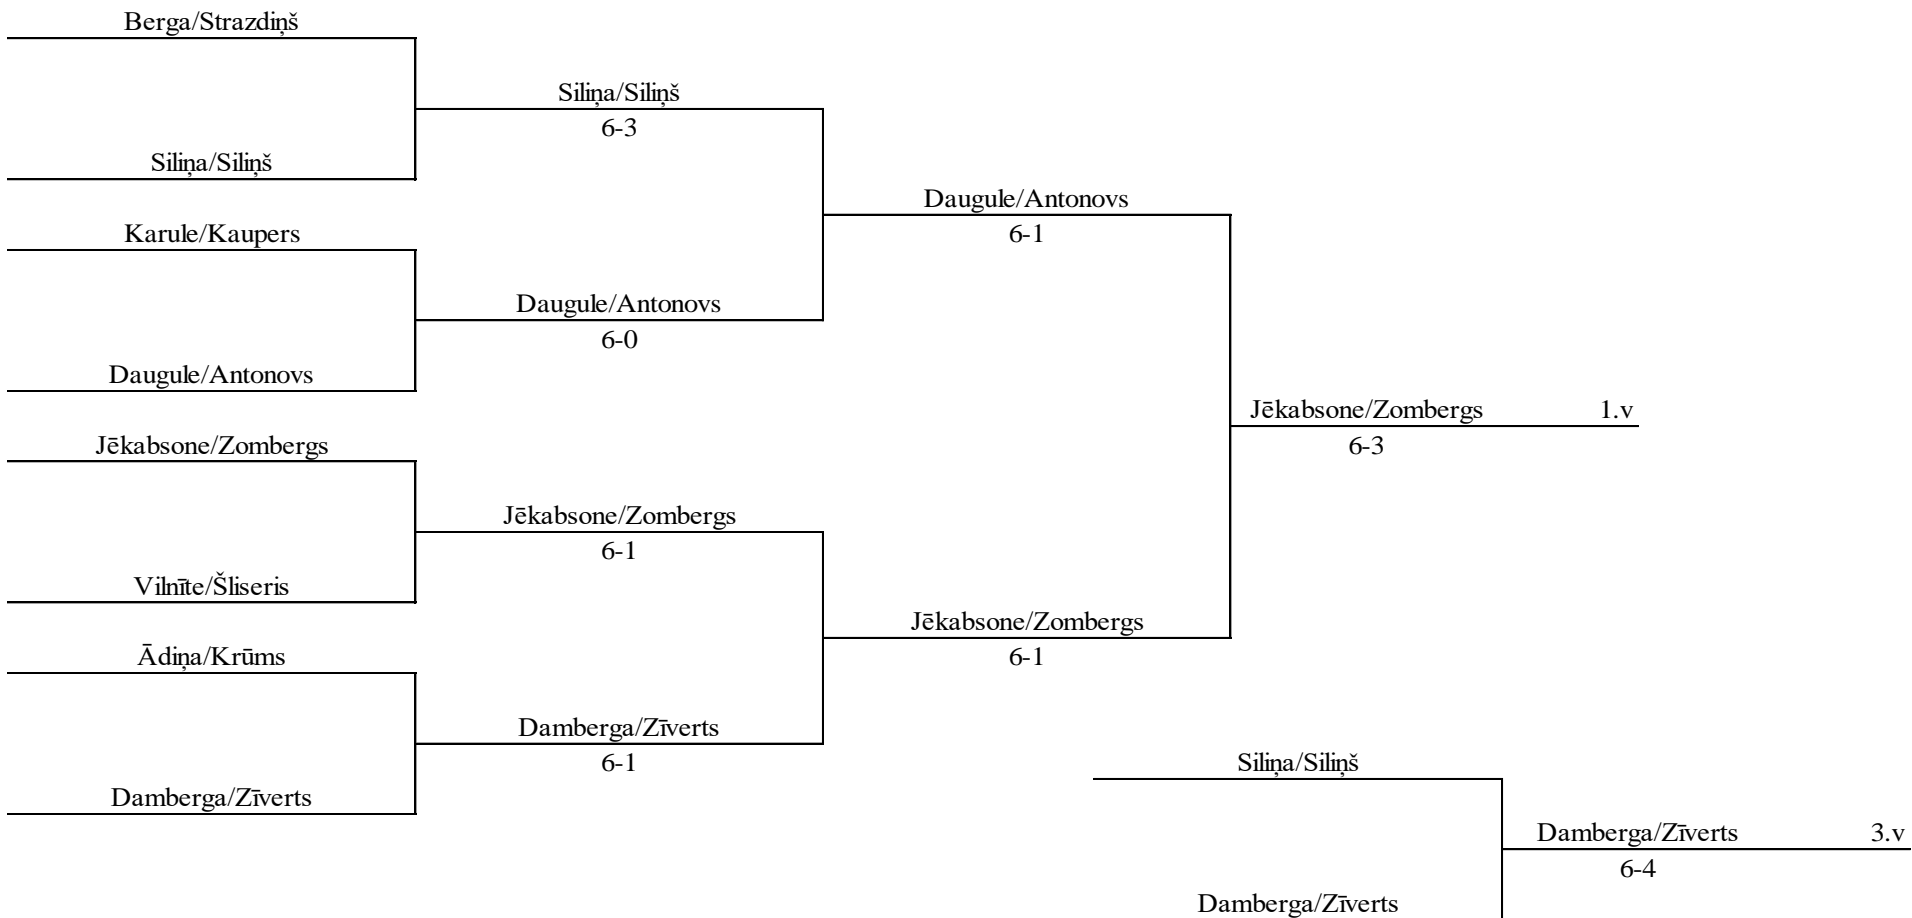 Berga/Strazdiņš
Siliņa/Siliņš
6-3
Siliņa/Siliņš
Daugule/Antonovs
6-1
Karule/Kaupers
Daugule/Antonovs
6-0
Daugule/Antonovs
Jēkabsone/Zombergs 1.v
6-3
Jēkabsone/Zombergs
Jēkabsone/Zombergs
6-1
Vilnīte/Šliseris
Jēkabsone/Zombergs
6-1
Ādiņa/Krūms
Damberga/Zīverts
6-1
Siliņa/Siliņš
Damberga/Zīverts
Damberga/Zīverts 3.v
6-4
Damberga/Zīverts